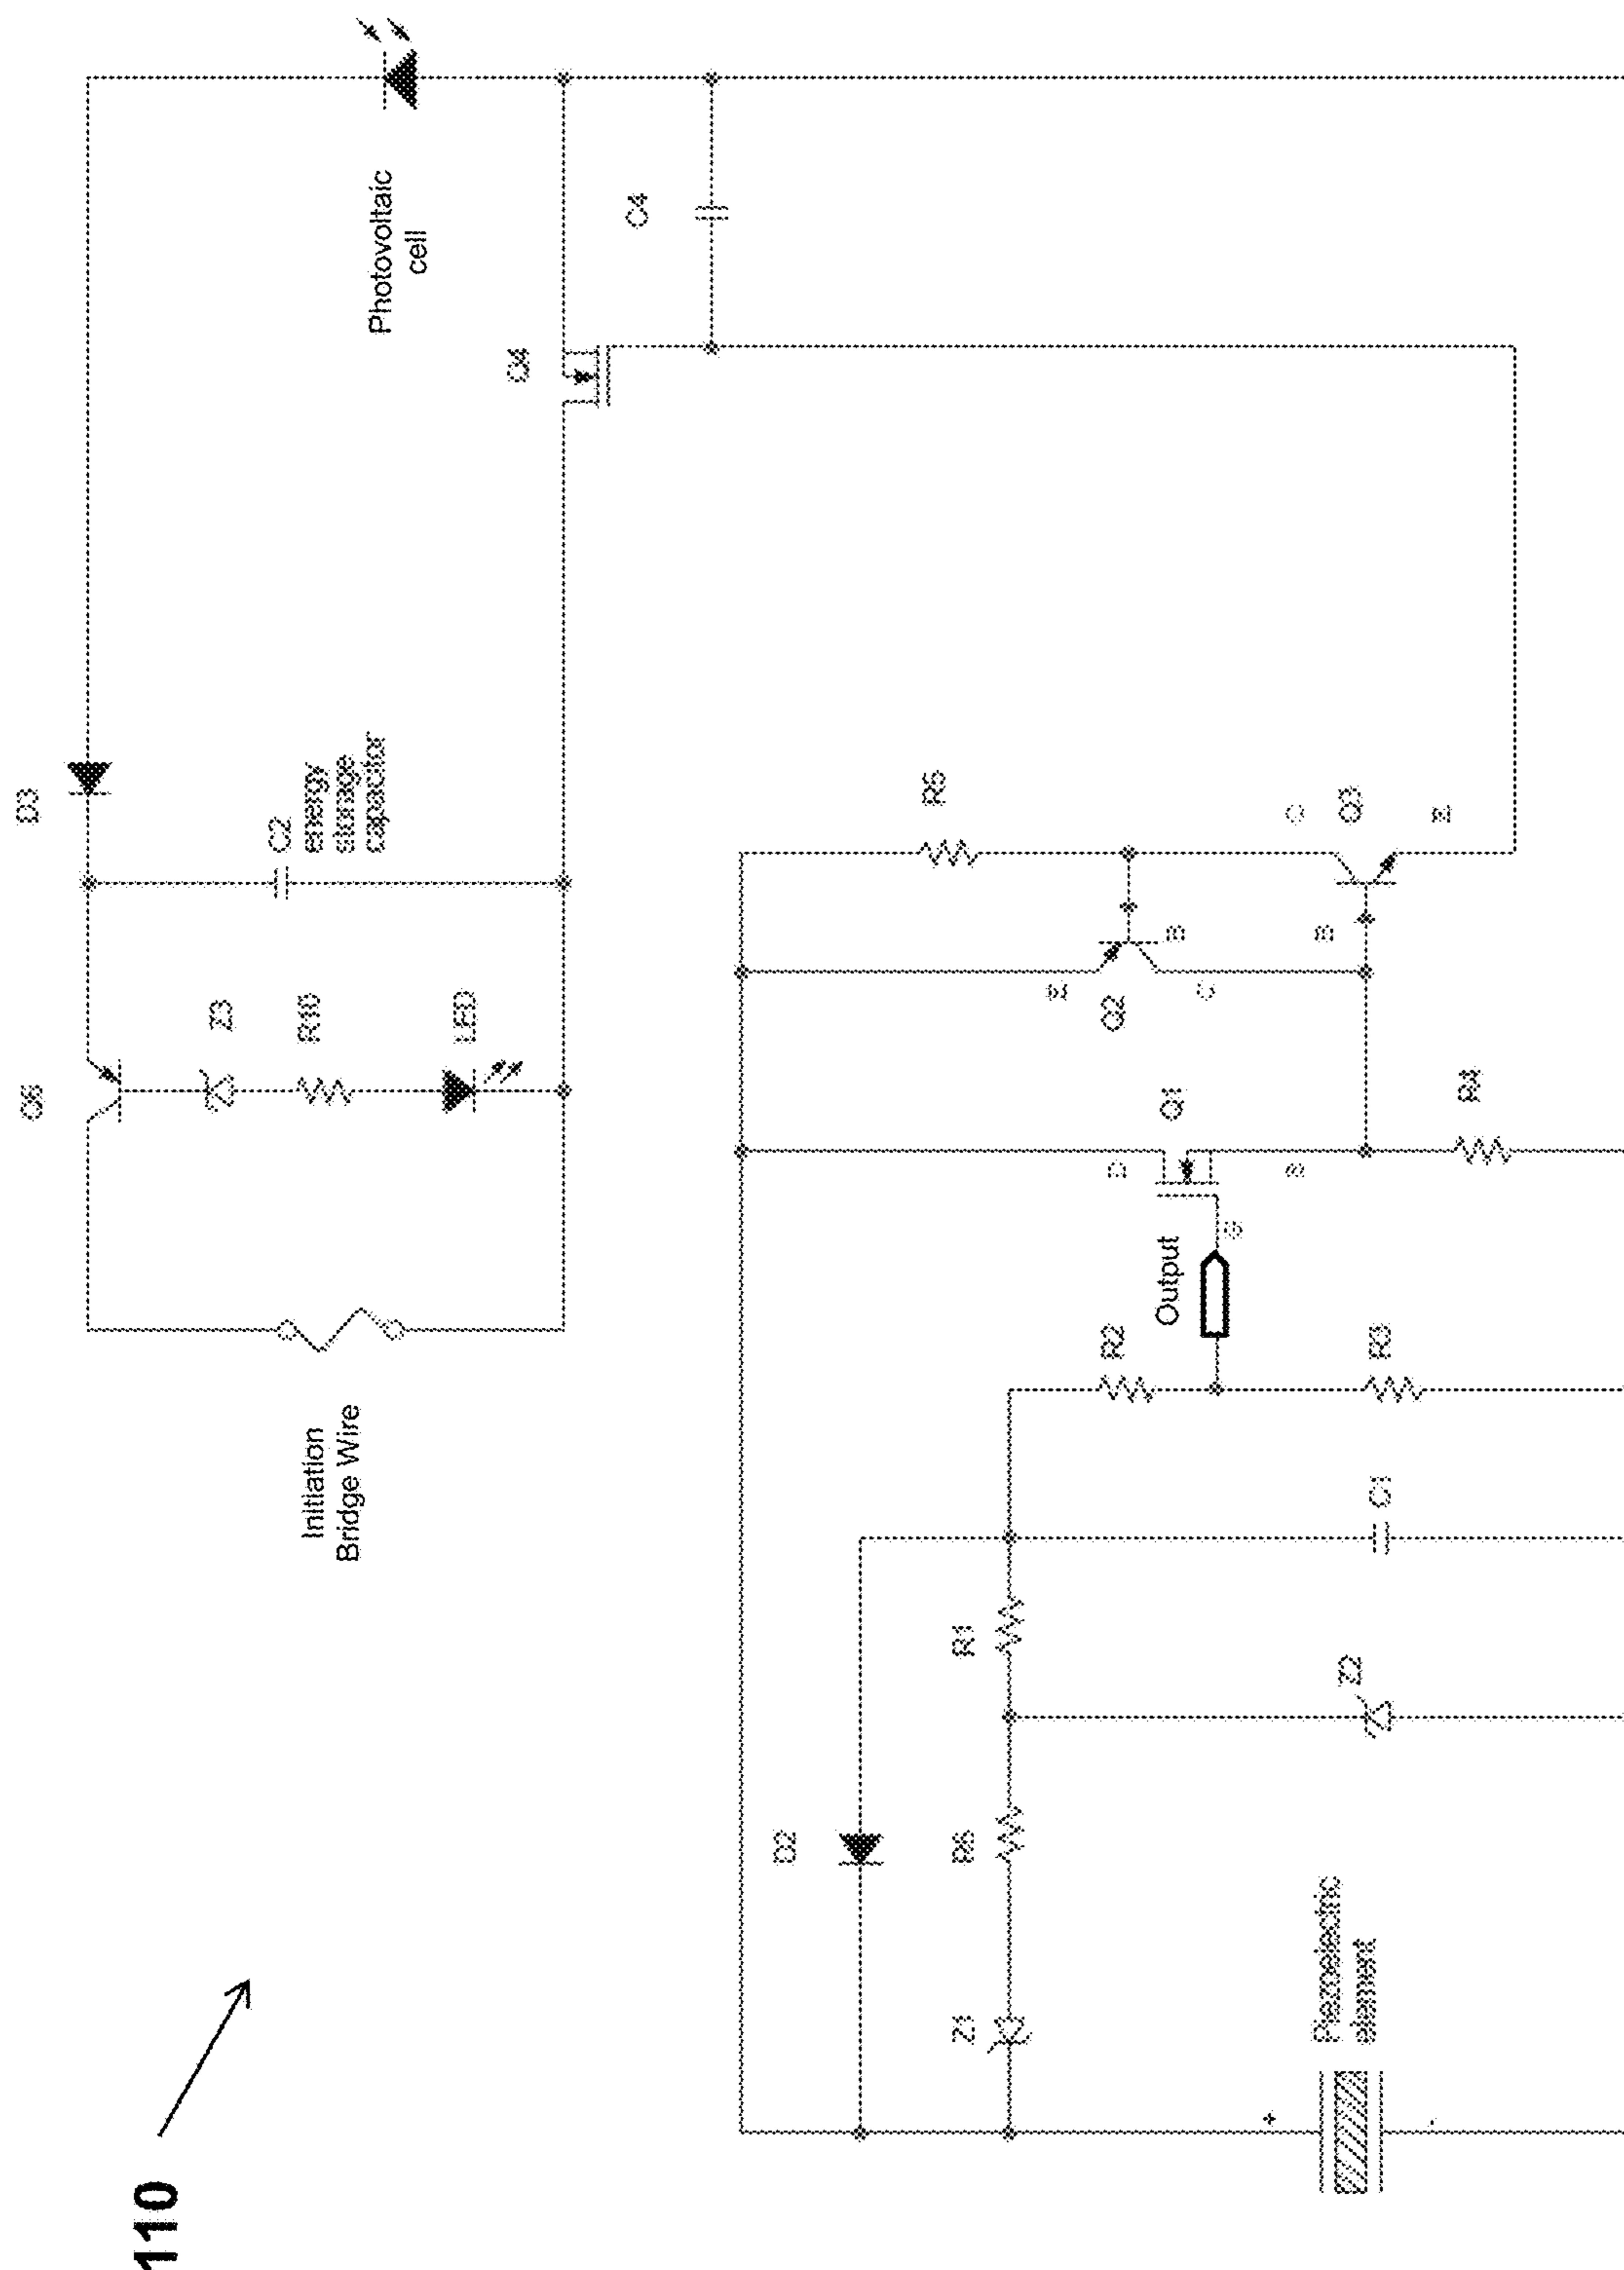 110
Initiation
Bridge Wire
Q5
D3
Z3
R10
LED
C2
energy
storage
capacitor
Photovoltaic
cell
Q4
C4
D2
Z1
R6
R1
R5
Piezoelectric
element
+
-
Z2
C1
R2
R3
Output
G
D
Q1
S
R4
E
Q2
C
B
B
C
Q3
E